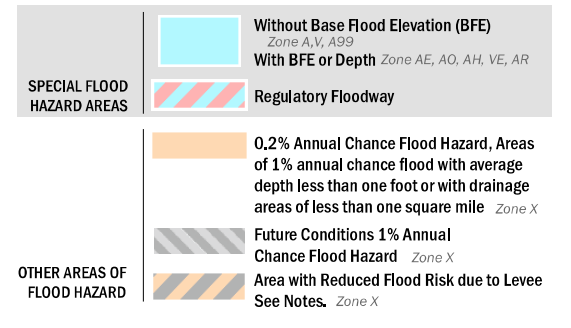 SPECIAL FLOOD
HAZARD AREAS
Without Base Flood Elevation (BFE)
Zone A,V, A99
With BFE or Depth Zone AE, AO, AH, VE, AR
Regulatory Floodway
OTHER AREAS OF
FLOOD HAZARD
0.2% Annual Chance Flood Hazard, Areas
of 1% annual chance flood with average
depth less than one foot or with drainage
areas of less than one square mile Zone X
Future Conditions 1% Annual
Chance Flood Hazard Zone X
Area with Reduced Flood Risk due to Levee
See Notes. Zone X